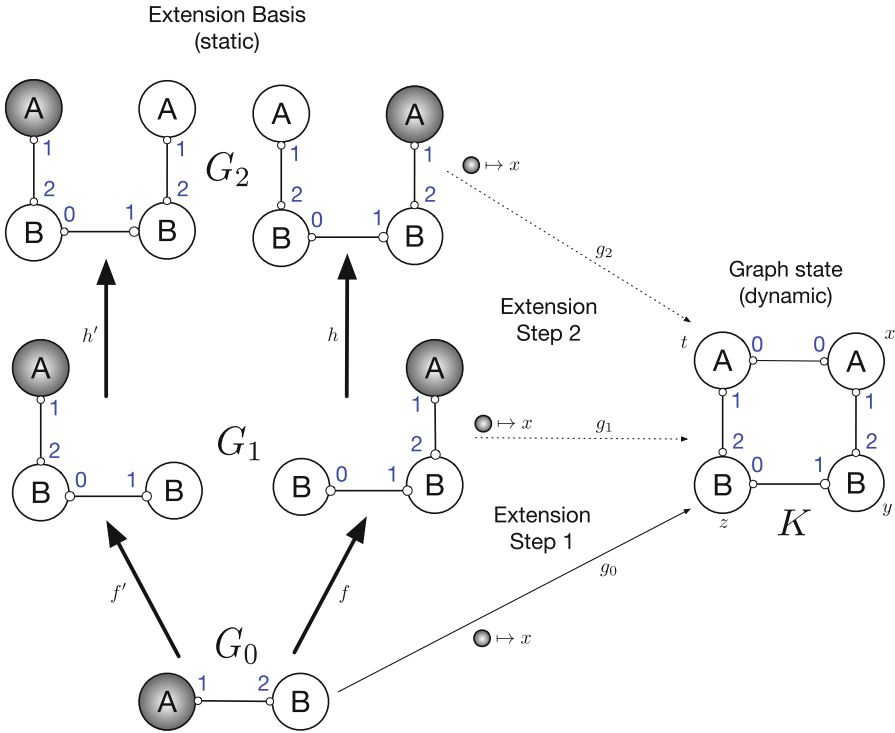 Extension Basis
(static)
A A A A
1 1 1 1
G₂
● ↦ x
2 2 2 2
B 0 1 B B 0 1 B
g₂
Graph state
(dynamic)
h′ h
Extension
Step 2
t x
A 0 0 A
A A
1 1
1 1
● ↦ x
g₁
G₁
2 2
2 2
B 0 1 B B 0 1 B
B 0 1 B
z K y
Extension
Step 1
g₀
f′ f
G₀
● ↦ x
A 1 2 B